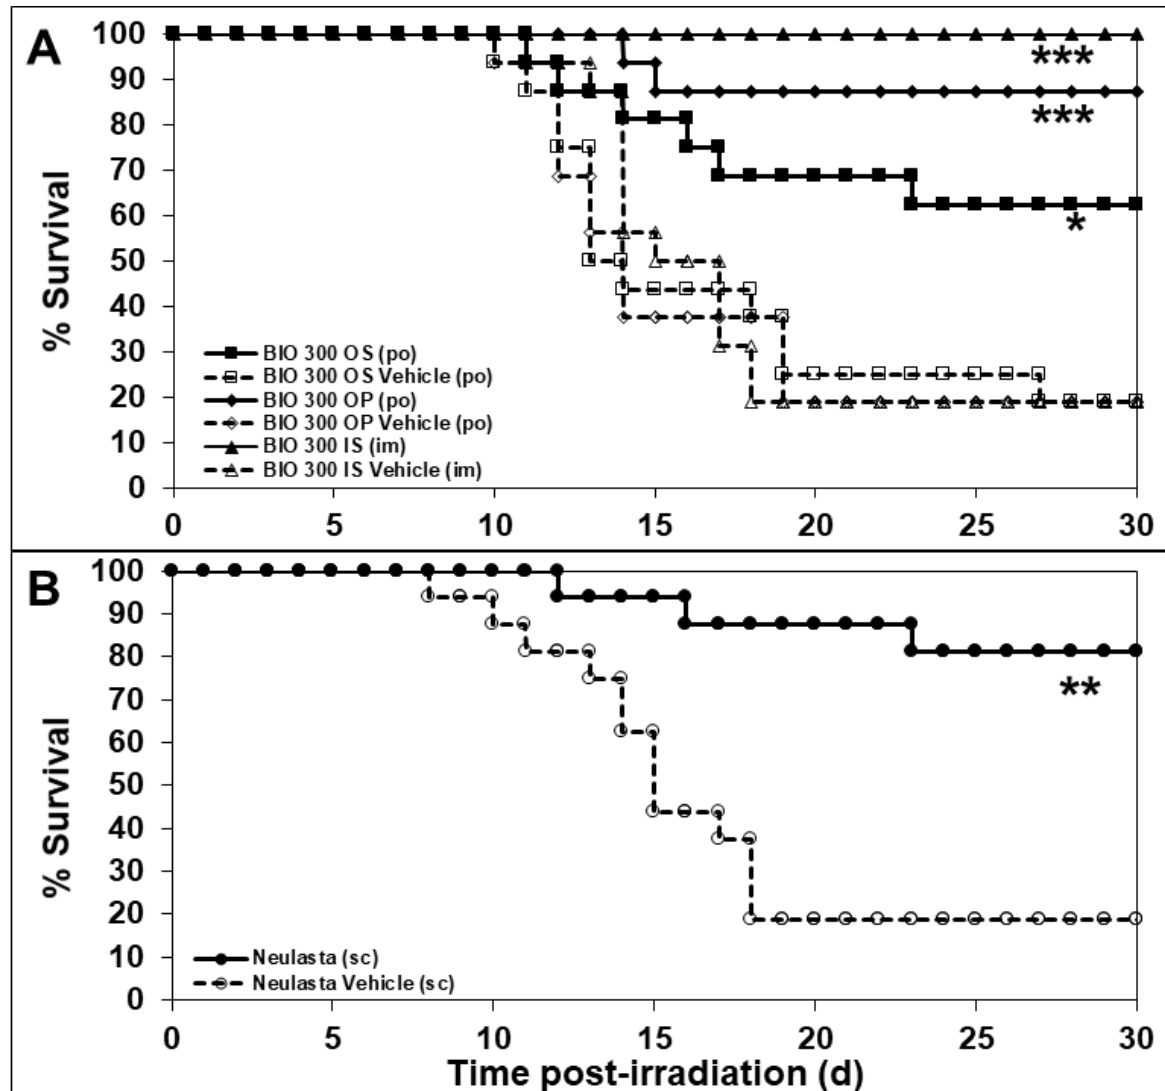 A
100
90
80
70
60
50
40
30
20
10
0
% Survival
***
***
*
BIO 300 OS (po)
BIO 300 OS Vehicle (po)
BIO 300 OP (po)
BIO 300 OP Vehicle (po)
BIO 300 IS (im)
BIO 300 IS Vehicle (im)
0 5 10 15 20 25 30
B
100
90
80
70
60
50
40
30
20
10
0
% Survival
**
Neulasta (sc)
Neulasta Vehicle (sc)
0 5 10 15 20 25 30
Time post-irradiation (d)